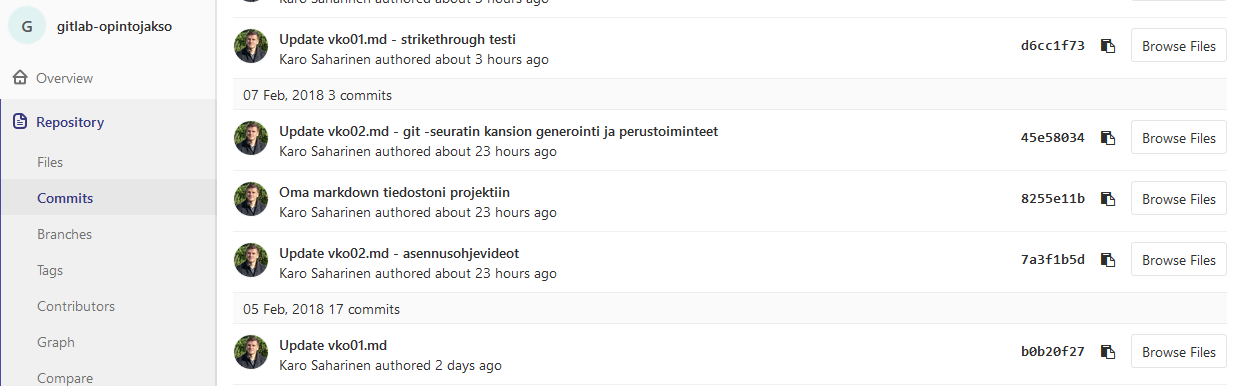 Karo Saharinen authored about 3 hours ago
G
gitlab-opintojakso
Overview
Repository
Files
Commits
Branches
Tags
Contributors
Graph
Compare
Update vko01.md - strikethrough testi
Karo Saharinen authored about 3 hours ago
d6cc1f73
Browse Files
07 Feb, 2018 3 commits
Update vko02.md - git -seuratin kansion generointi ja perustoiminteet
Karo Saharinen authored about 23 hours ago
45e58034
Browse Files
Oma markdown tiedostoni projektiin
Karo Saharinen authored about 23 hours ago
8255e11b
Browse Files
Update vko02.md - asennusohjevideot
Karo Saharinen authored about 23 hours ago
7a3f1b5d
Browse Files
05 Feb, 2018 17 commits
Update vko01.md
Karo Saharinen authored 2 days ago
b0b20f27
Browse Files